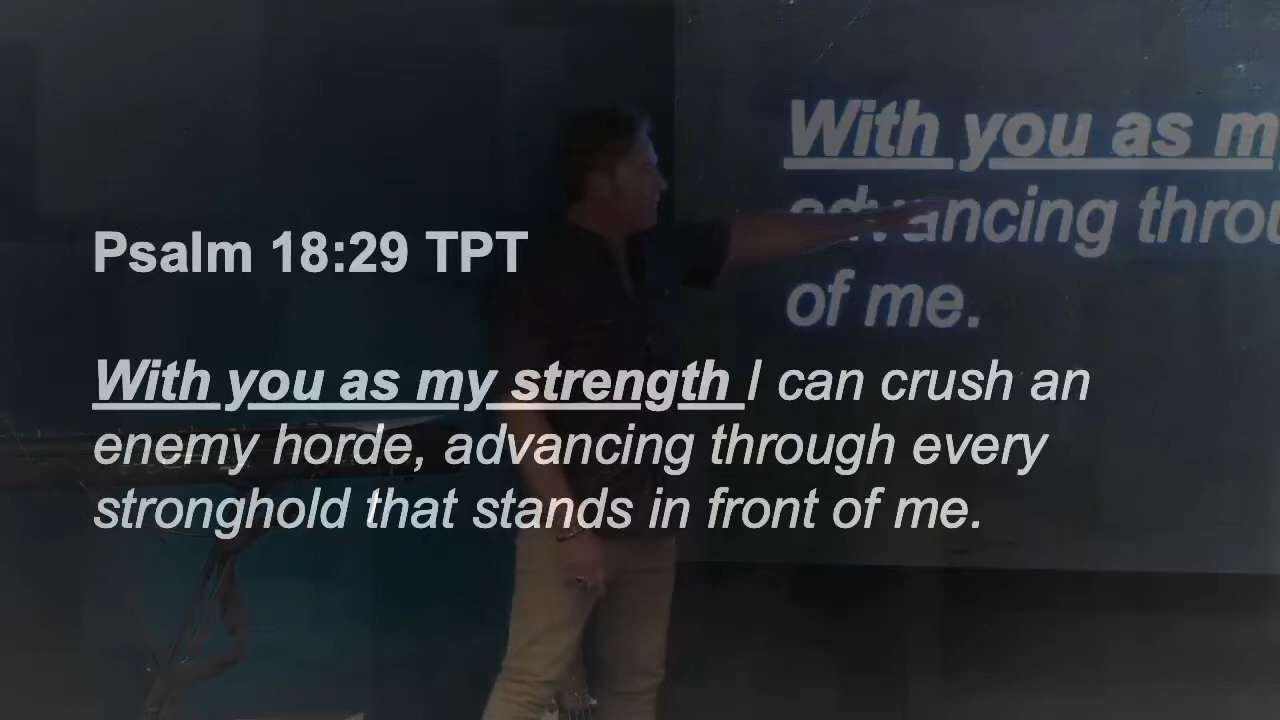 Psalm 18:29 TPT
With you as my strength I can crush an
enemy horde, advancing through every
stronghold that stands in front of me.
With you as m
advancing throu
of me.